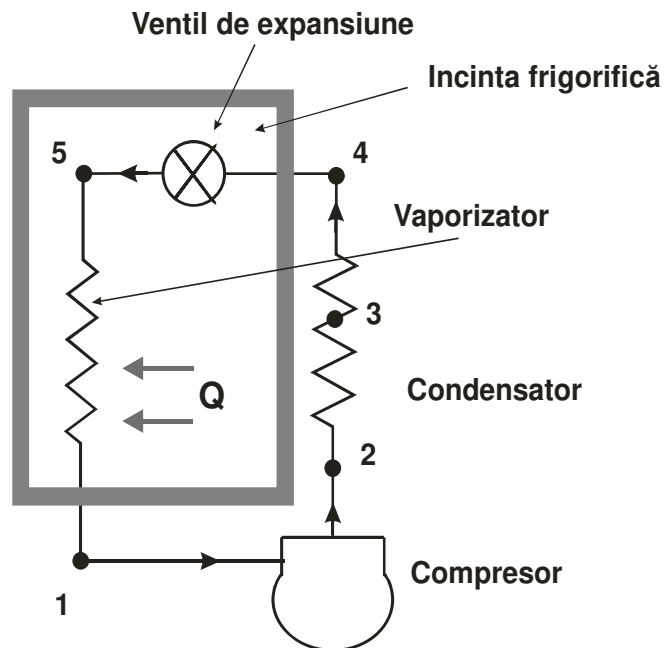 Ventil de expansiune
Incinta frigorifică
5
4
Vaporizator
3
Q
Condensator
2
Compresor
1